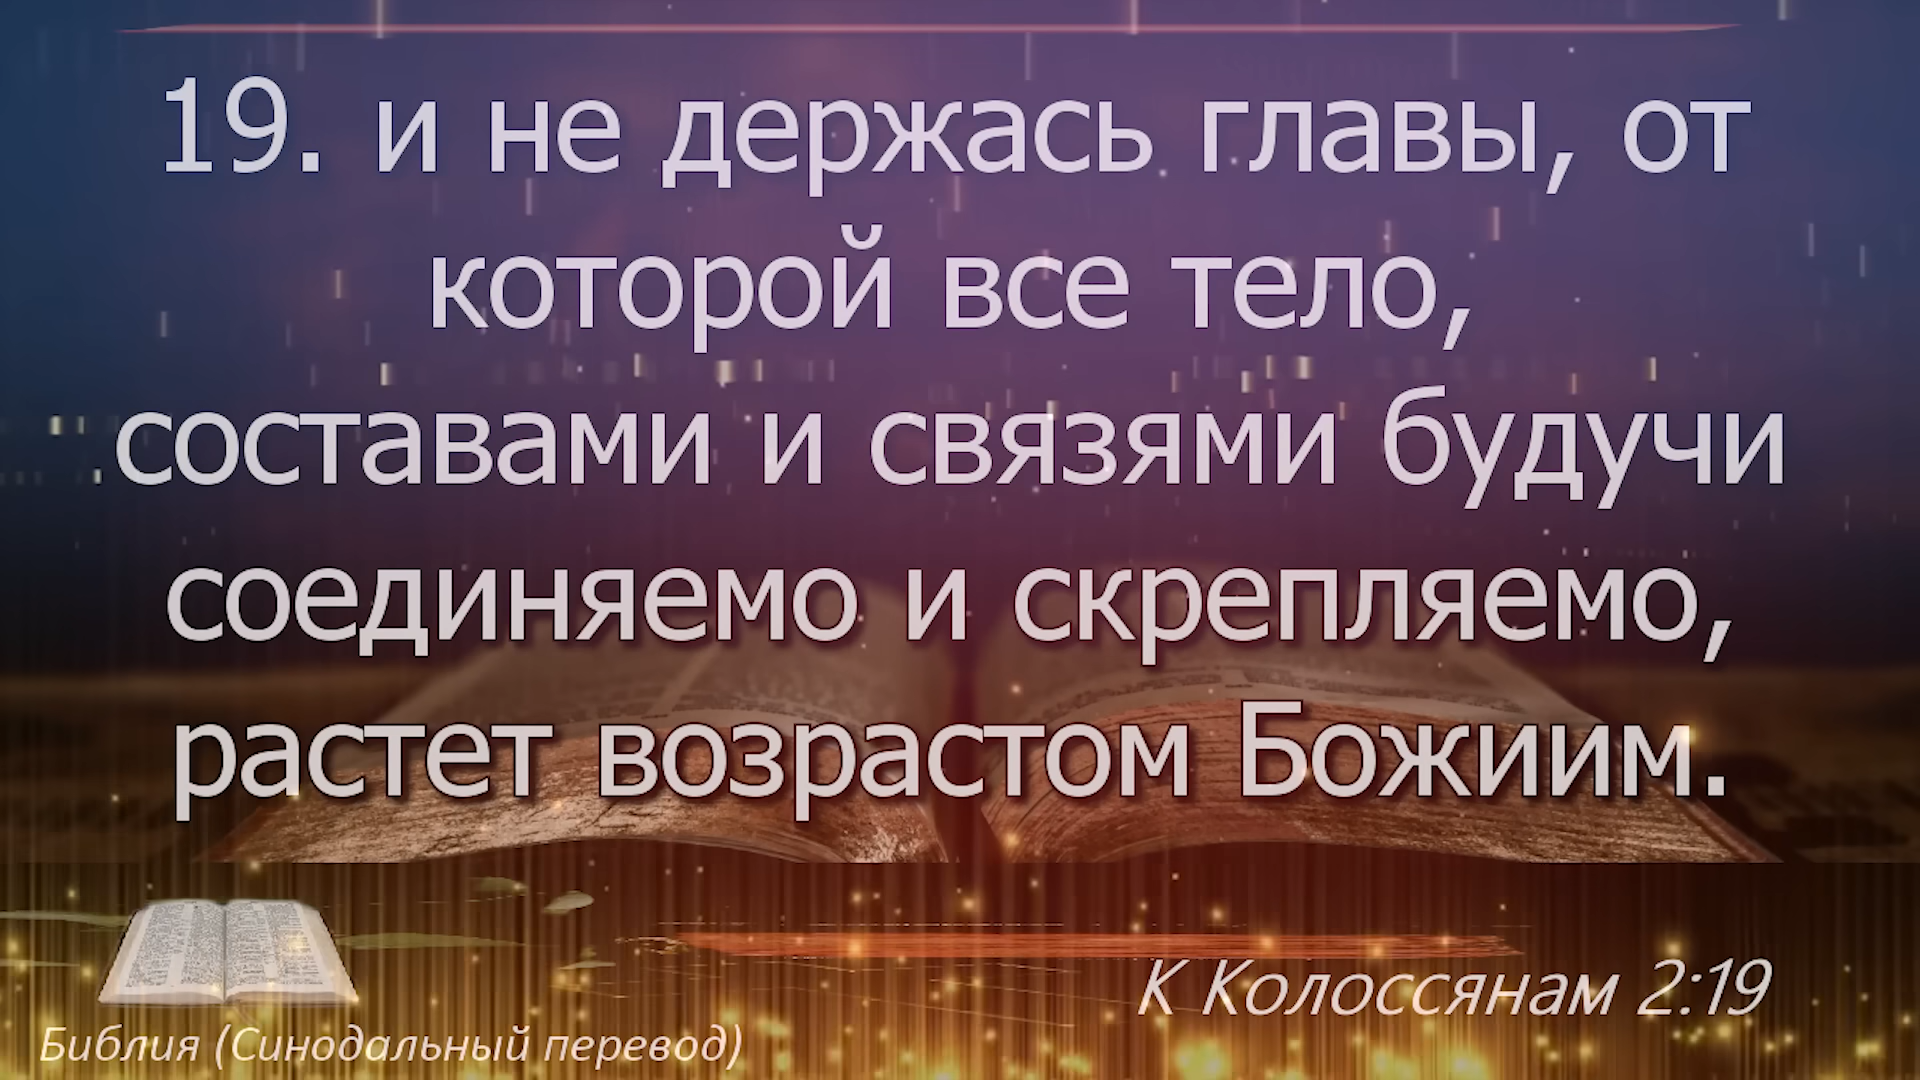 19. и не держась главы, от
которой все тело,
составами и связями будучи
соединяемо и скрепляемо,
растет возрастом Божиим.
К Колоссянам 2:19
Библия (Синодальный перевод)